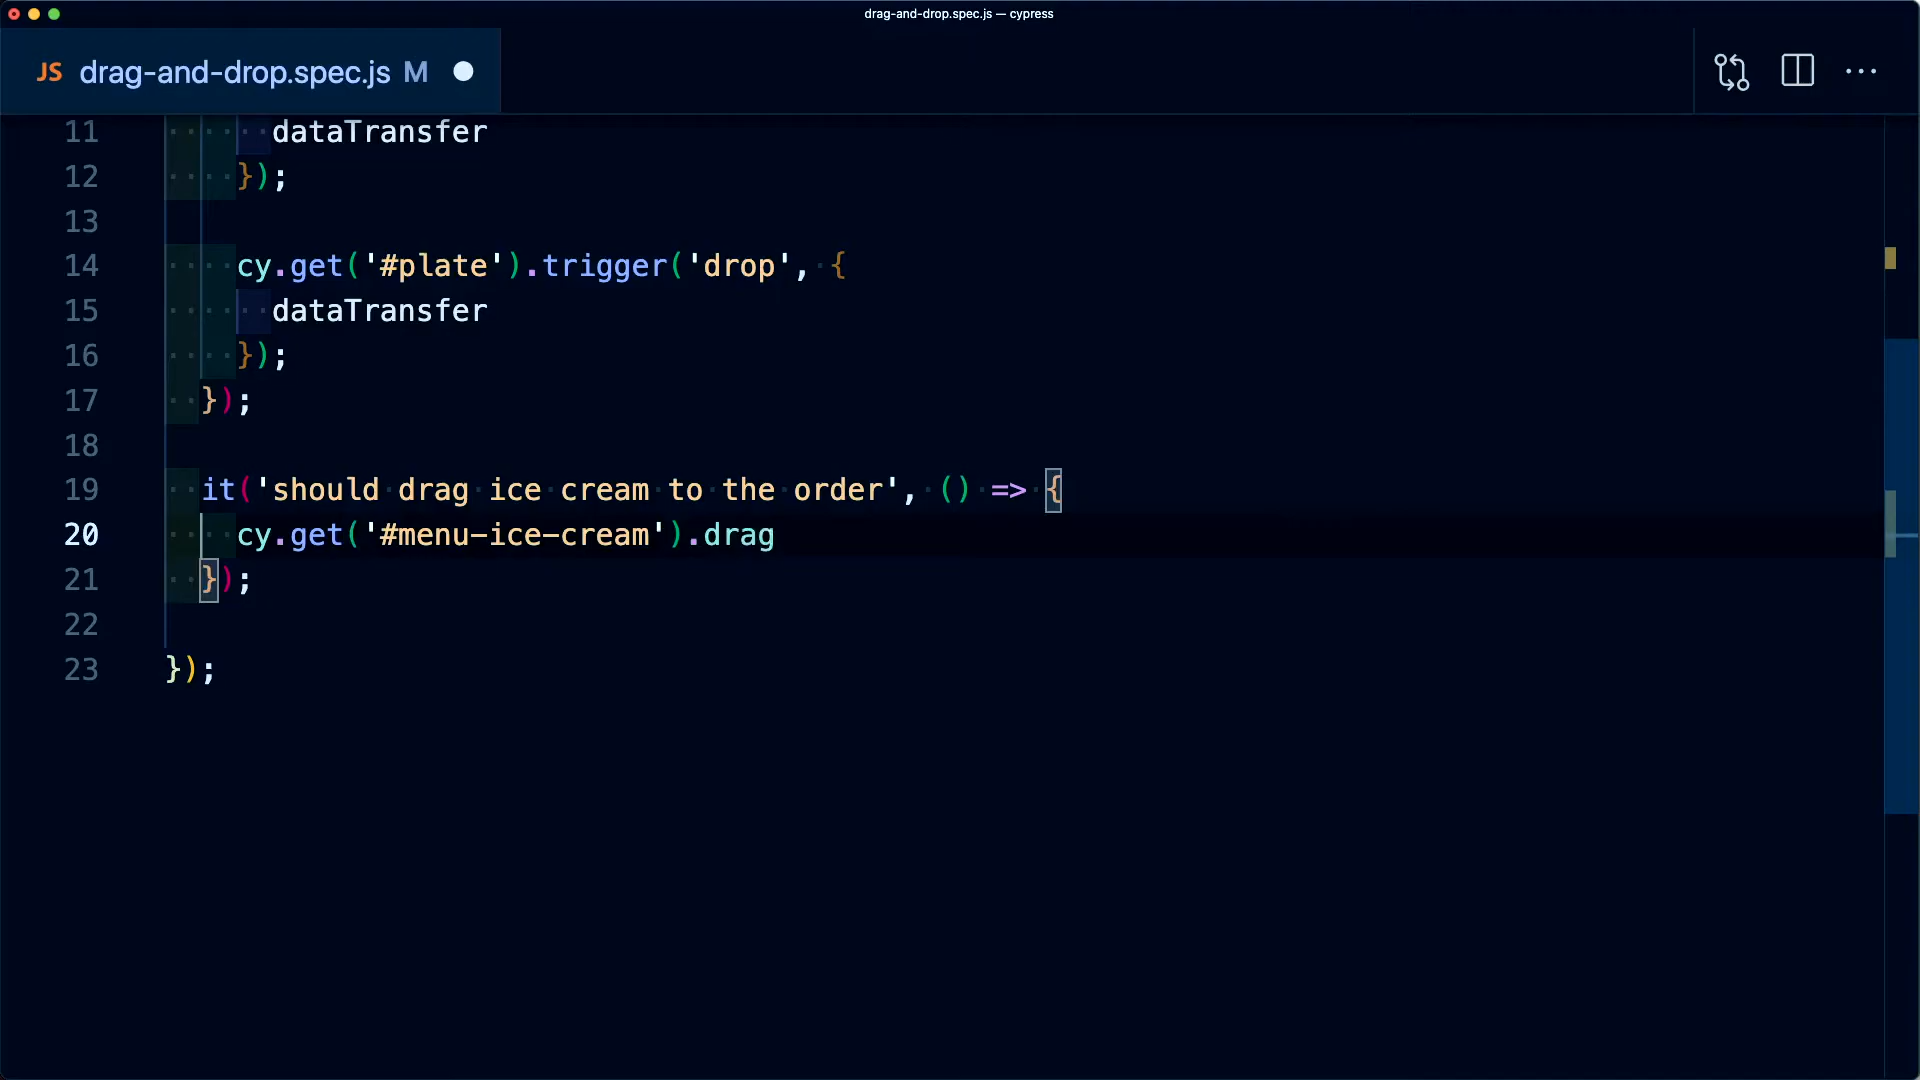 drag-and-drop.spec.js — cypress
JS drag-and-drop.spec.js M
11 dataTransfer
12 });
13
14 cy.get('#plate').trigger('drop', {
15 dataTransfer
16 });
17 });
18
19 it('should drag ice cream to the order', () => {
20 cy.get('#menu-ice-cream').drag
21 });
22
23 });